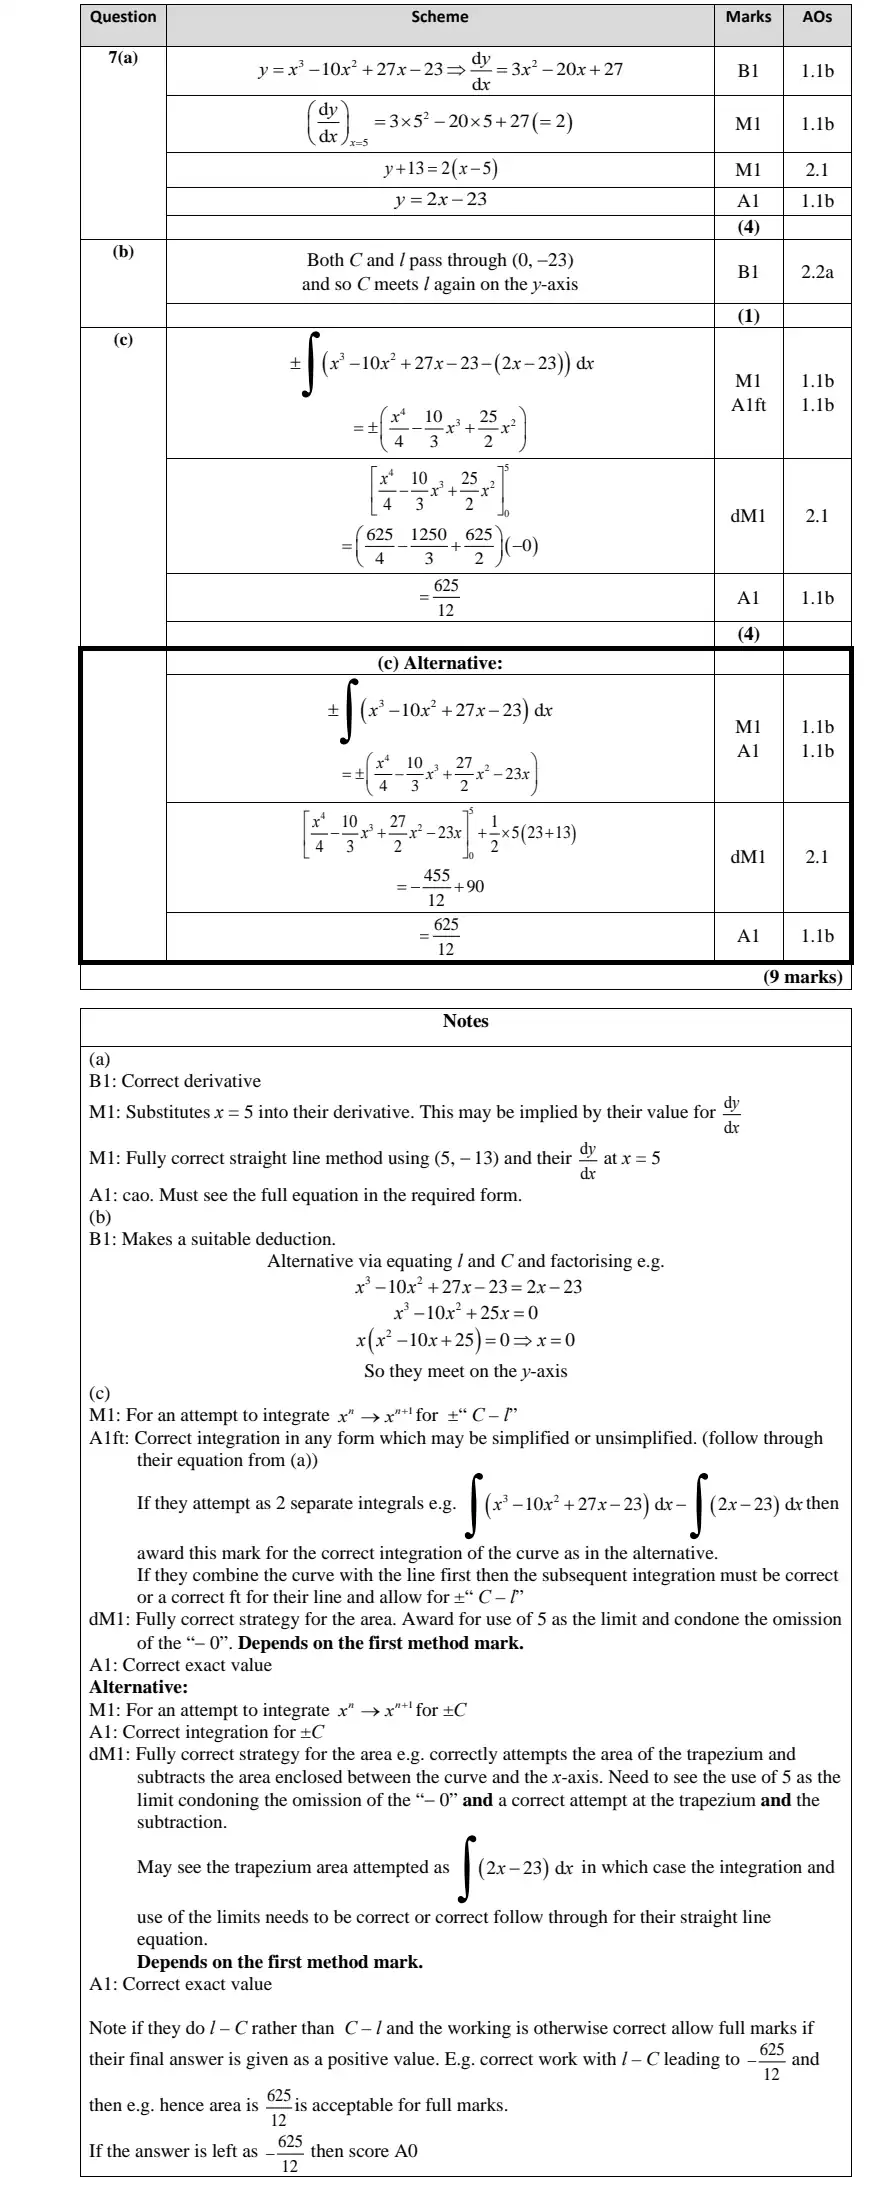 Question Scheme Marks AOs
7(a) y = x³ − 10x² + 27x − 23 ⇒ dy/dx = 3x² − 20x + 27 B1 1.1b
(dy/dx)ₓ₌₅ = 3×5² − 20×5 + 27 (= 2) M1 1.1b
y + 13 = 2(x − 5) M1 2.1
y = 2x − 23 A1 1.1b
(4)
(b) Both C and l pass through (0, −23)
and so C meets l again on the y-axis B1 2.2a
(1)
(c) ± ∫ (x³ − 10x² + 27x − 23 − (2x − 23)) dx M1 1.1b
= ±(x⁴/4 − 10/3 x³ + 25/2 x²) A1ft 1.1b
[x⁴/4 − 10/3 x³ + 25/2 x²]₀⁵
= (625/4 − 1250/3 + 625/2)(−0) dM1 2.1
= 625/12 A1 1.1b
(4)
(c) Alternative:
± ∫ (x³ − 10x² + 27x − 23) dx M1 1.1b
= ±(x⁴/4 − 10/3 x³ + 27/2 x² − 23x) A1 1.1b
[x⁴/4 − 10/3 x³ + 27/2 x² − 23x]₀⁵ + 1/2 × 5(23 + 13)
= − 455/12 + 90 dM1 2.1
= 625/12 A1 1.1b
(9 marks)
Notes
(a)
B1: Correct derivative
M1: Substitutes x = 5 into their derivative. This may be implied by their value for dy/dx
M1: Fully correct straight line method using (5, − 13) and their dy/dx at x = 5
A1: cao. Must see the full equation in the required form.
(b)
B1: Makes a suitable deduction.
Alternative via equating l and C and factorising e.g.
x³ − 10x² + 27x − 23 = 2x − 23
x³ − 10x² + 25x = 0
x(x² − 10x + 25) = 0 ⇒ x = 0
So they meet on the y-axis
(c)
M1: For an attempt to integrate xⁿ → xⁿ⁺¹ for ±“ C – l”
A1ft: Correct integration in any form which may be simplified or unsimplified. (follow through
their equation from (a))
If they attempt as 2 separate integrals e.g. ∫ (x³ − 10x² + 27x − 23) dx − ∫ (2x − 23) dx then
award this mark for the correct integration of the curve as in the alternative.
If they combine the curve with the line first then the subsequent integration must be correct
or a correct ft for their line and allow for ±“ C – l”
dM1: Fully correct strategy for the area. Award for use of 5 as the limit and condone the omission
of the “– 0”. Depends on the first method mark.
A1: Correct exact value
Alternative:
M1: For an attempt to integrate xⁿ → xⁿ⁺¹ for ±C
A1: Correct integration for ±C
dM1: Fully correct strategy for the area e.g. correctly attempts the area of the trapezium and
subtracts the area enclosed between the curve and the x-axis. Need to see the use of 5 as the
limit condoning the omission of the “– 0” and a correct attempt at the trapezium and the
subtraction.
May see the trapezium area attempted as ∫ (2x − 23) dx in which case the integration and
use of the limits needs to be correct or correct follow through for their straight line
equation.
Depends on the first method mark.
A1: Correct exact value
Note if they do l – C rather than C – l and the working is otherwise correct allow full marks if
their final answer is given as a positive value. E.g. correct work with l – C leading to − 625/12 and
then e.g. hence area is 625/12 is acceptable for full marks.
If the answer is left as − 625/12 then score A0